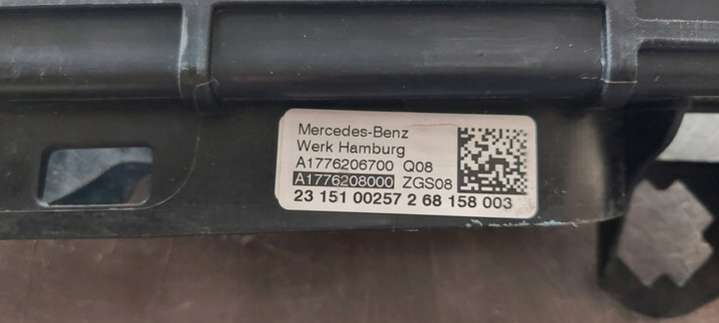 Mercedes-Benz
Werk Hamburg
A1776206700 Q08
A1776208000 ZGS08
23 151 00257 2 68 158 003